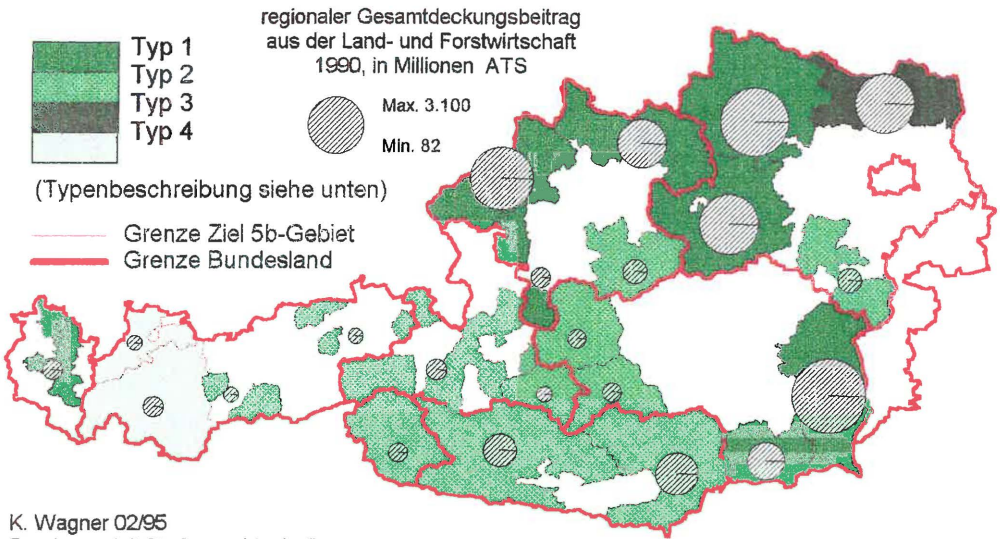 regionaler Gesamtdeckungsbeitrag
aus der Land- und Forstwirtschaft
1990, in Millionen ATS
Typ 1
Typ 2
Typ 3
Typ 4
Max. 3.100
Min. 82
(Typenbeschreibung siehe unten)
Grenze Ziel 5b-Gebiet
Grenze Bundesland
K. Wagner 02/95